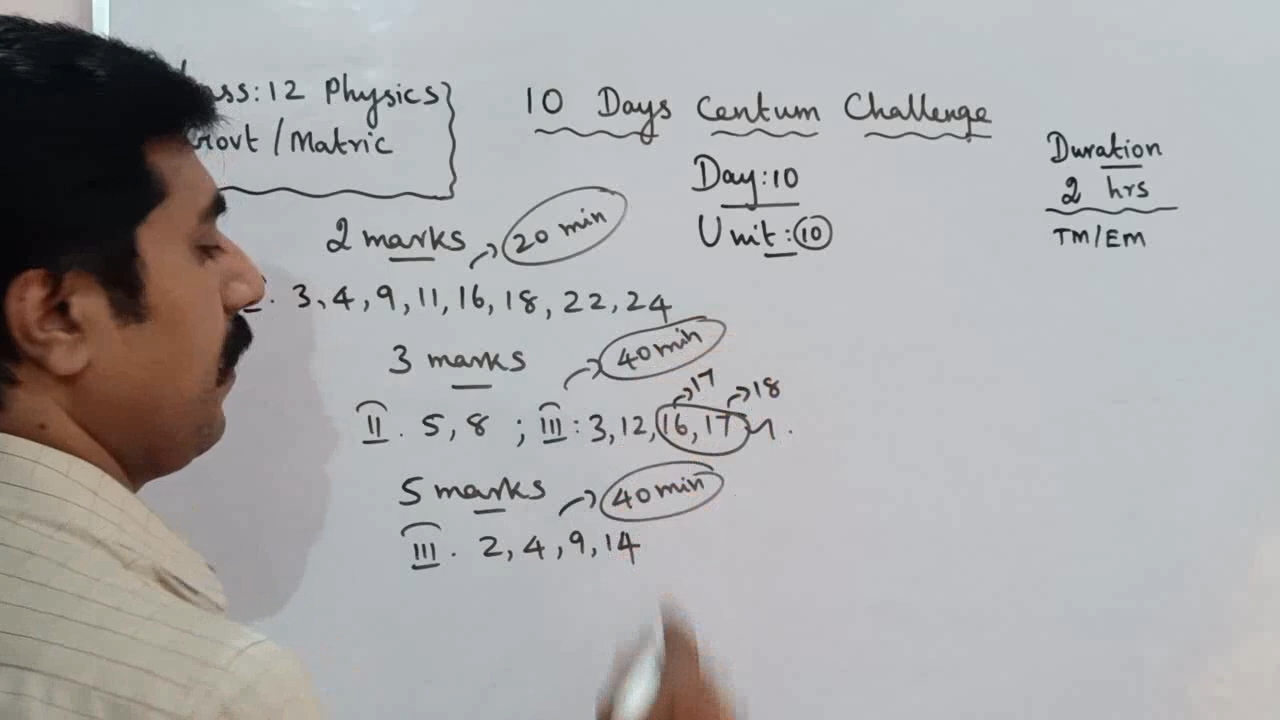 12 Physics
Govt / Matric
10 Days Centum Challenge
Day:10
Unit:10
Duration
2 hrs
TM/EM
2 marks → 20 min
3, 4, 9, 11, 16, 18, 22, 24
3 marks → 40 min
→17 →18
II. 5, 8 ; III: 3, 12, 16, 17
5 marks → 40 min
III. 2, 4, 9, 14